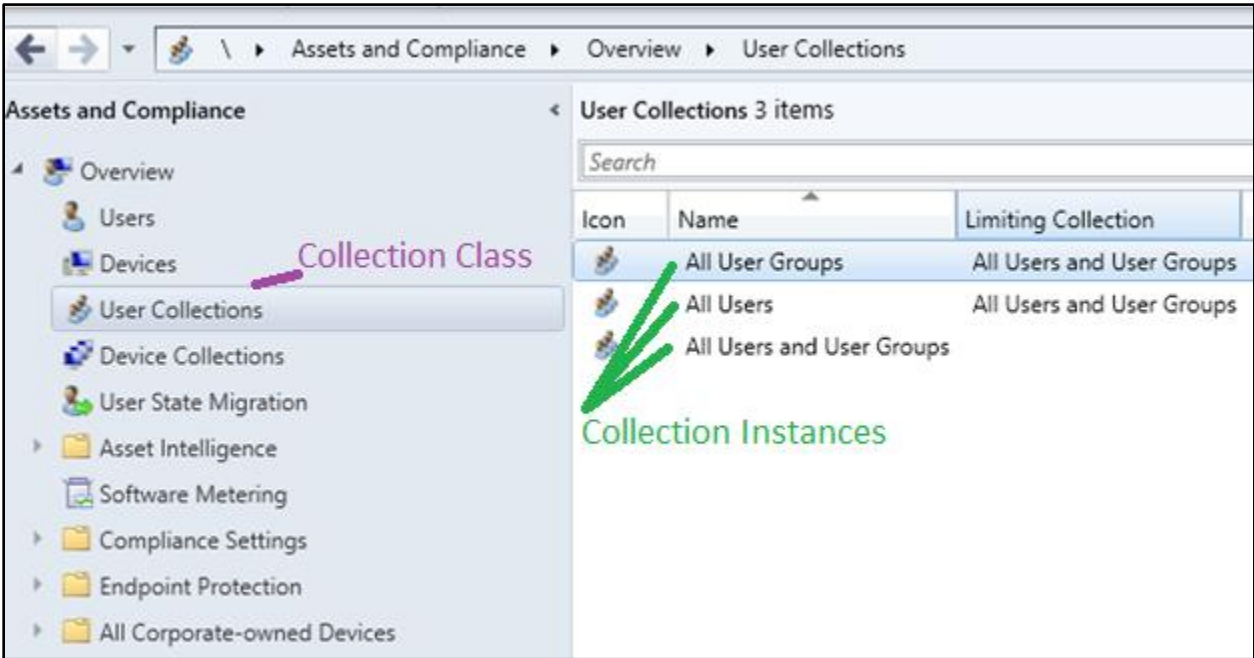 \ Assets and Compliance Overview User Collections
Assets and Compliance
Overview
Users
Devices
User Collections
Device Collections
User State Migration
Asset Intelligence
Software Metering
Compliance Settings
Endpoint Protection
All Corporate-owned Devices
Collection Class
User Collections 3 items
Search
Icon Name Limiting Collection
All User Groups All Users and User Groups
All Users All Users and User Groups
All Users and User Groups
Collection Instances